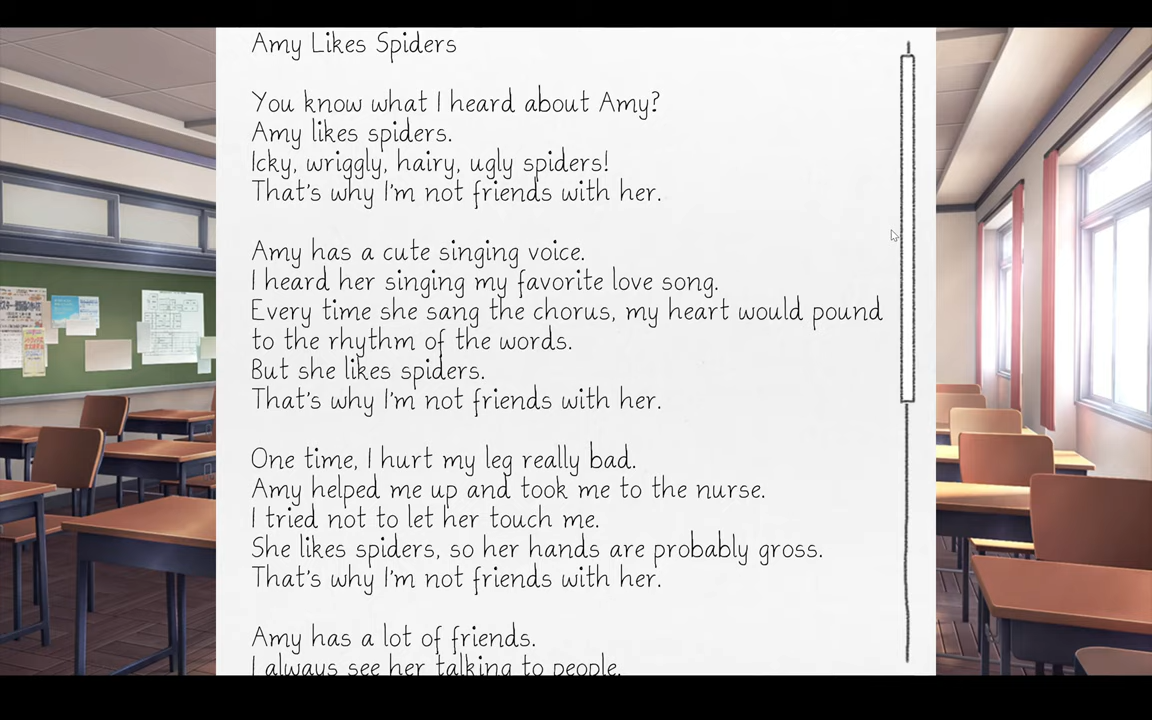 Amy Likes Spiders
You know what I heard about Amy?
Amy likes spiders.
Icky, wriggly, hairy, ugly spiders!
That's why I'm not friends with her.
Amy has a cute singing voice.
I heard her singing my favorite love song.
Every time she sang the chorus, my heart would pound
to the rhythm of the words.
But she likes spiders.
That's why I'm not friends with her.
One time, I hurt my leg really bad.
Amy helped me up and took me to the nurse.
I tried not to let her touch me.
She likes spiders, so her hands are probably gross.
That's why I'm not friends with her.
Amy has a lot of friends.
I always see her talking to people.